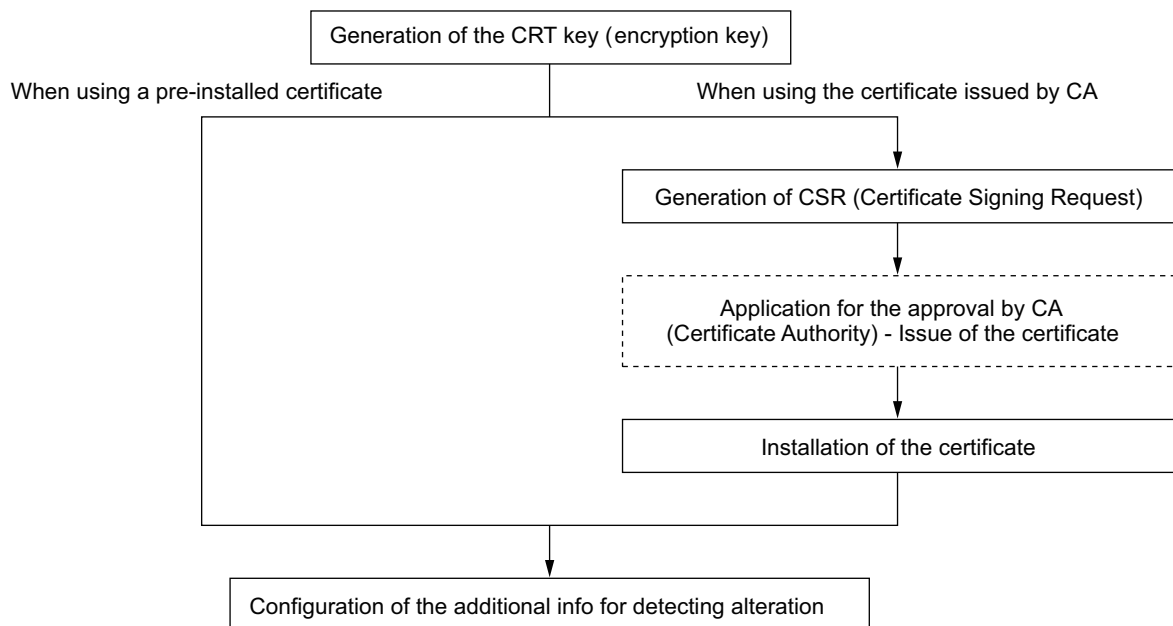 Generation of the CRT key (encryption key)
When using a pre-installed certificate
When using the certificate issued by CA
Generation of CSR (Certificate Signing Request)
Application for the approval by CA
(Certificate Authority) - Issue of the certificate
Installation of the certificate
Configuration of the additional info for detecting alteration